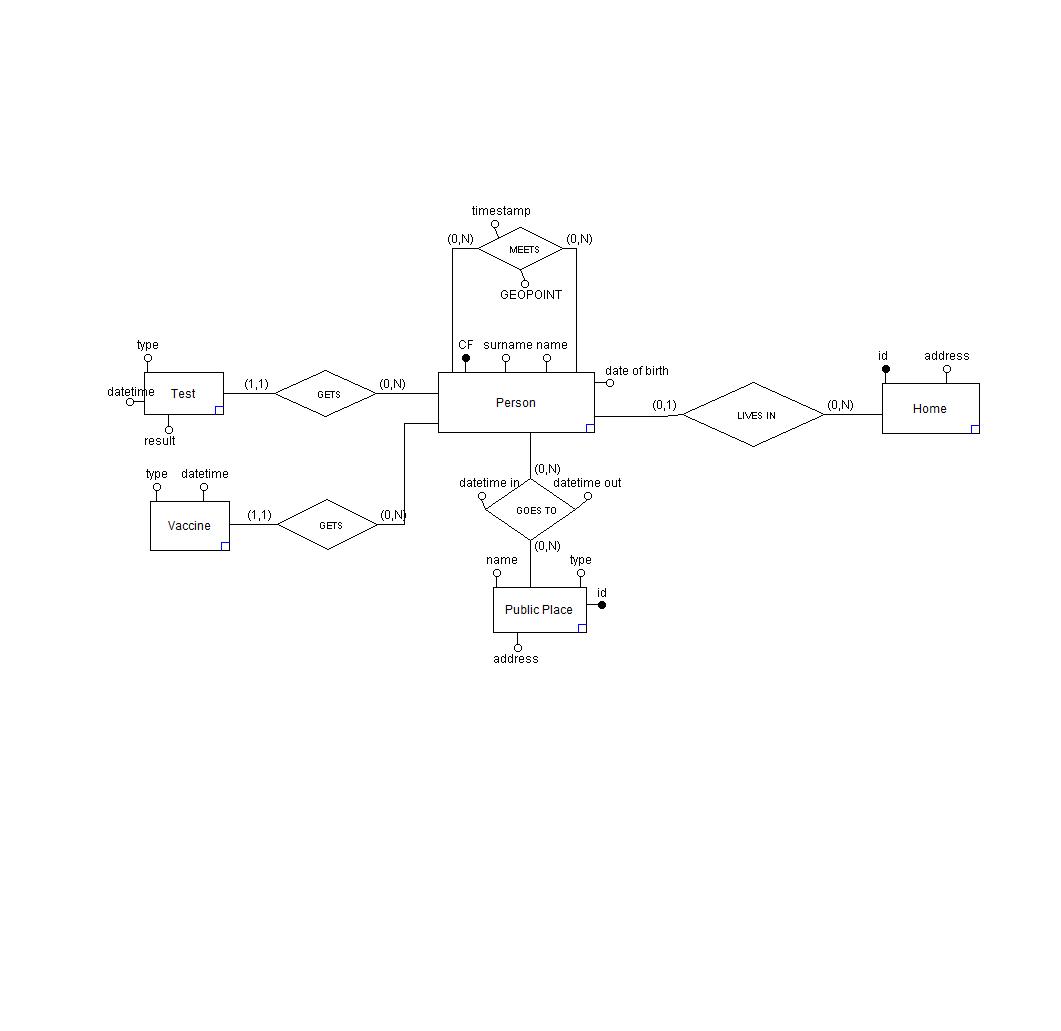 timestamp
(0,N) MEETS (0,N)
GEOPOINT
CF surname name
type
id address
date of birth
datetime Test (1,1) GETS (0,N) Person (0,1) LIVES IN (0,N) Home
result
type datetime
(0,N)
datetime in datetime out
Vaccine (1,1) GETS (0,N) GOES TO
(0,N)
name type
id
Public Place
address